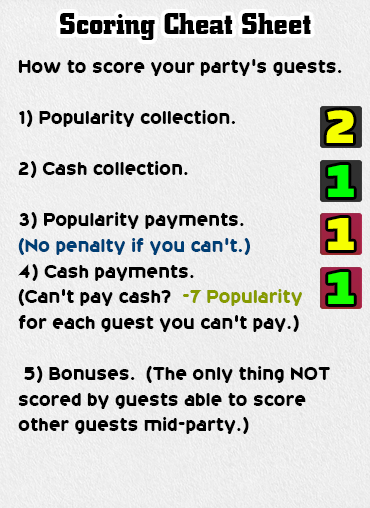 Scoring Cheat Sheet
How to score your party's guests.
1) Popularity collection.
2
2) Cash collection.
1
3) Popularity payments.
1
(No penalty if you can't.)
4) Cash payments.
1
(Can't pay cash? -7 Popularity
for each guest you can't pay.)
5) Bonuses. (The only thing NOT
scored by guests able to score
other guests mid-party.)